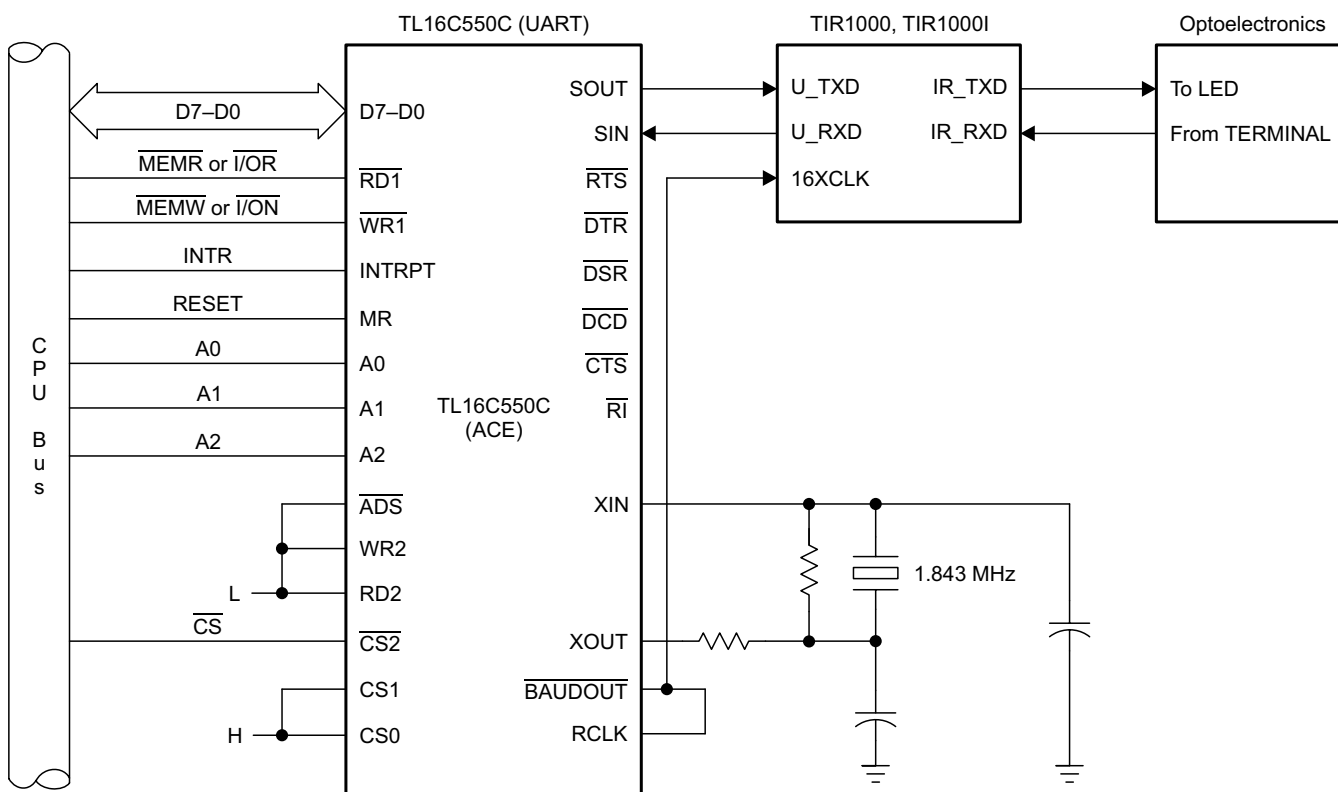 TL16C550C (UART)
TIR1000, TIR1000I
Optoelectronics
CPU Bus
D7–D0
MEMR or I/OR
MEMW or I/ON
INTR
RESET
A0
A1
A2
L
CS
H
D7–D0
RD1
WR1
INTRPT
MR
A0
A1
A2
ADS
WR2
RD2
CS2
CS1
CS0
TL16C550C
(ACE)
SOUT
SIN
RTS
DTR
DSR
DCD
CTS
RI
XIN
XOUT
BAUDOUT
RCLK
U_TXD
U_RXD
16XCLK
IR_TXD
IR_RXD
To LED
From TERMINAL
1.843 MHz